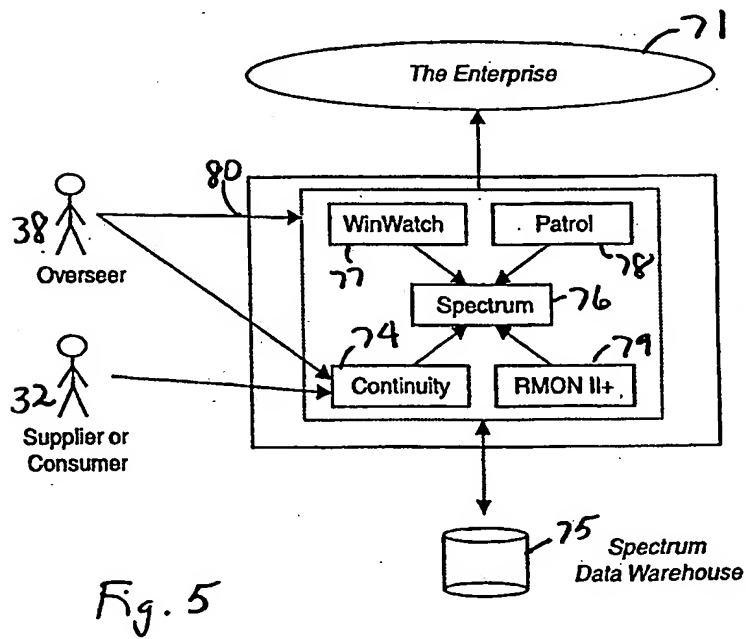 71
The Enterprise
80
38
Overseer
WinWatch
Patrol
77
78
Spectrum
76
74
79
Continuity
RMON II+
32
Supplier or
Consumer
75
Spectrum
Data Warehouse
Fig. 5